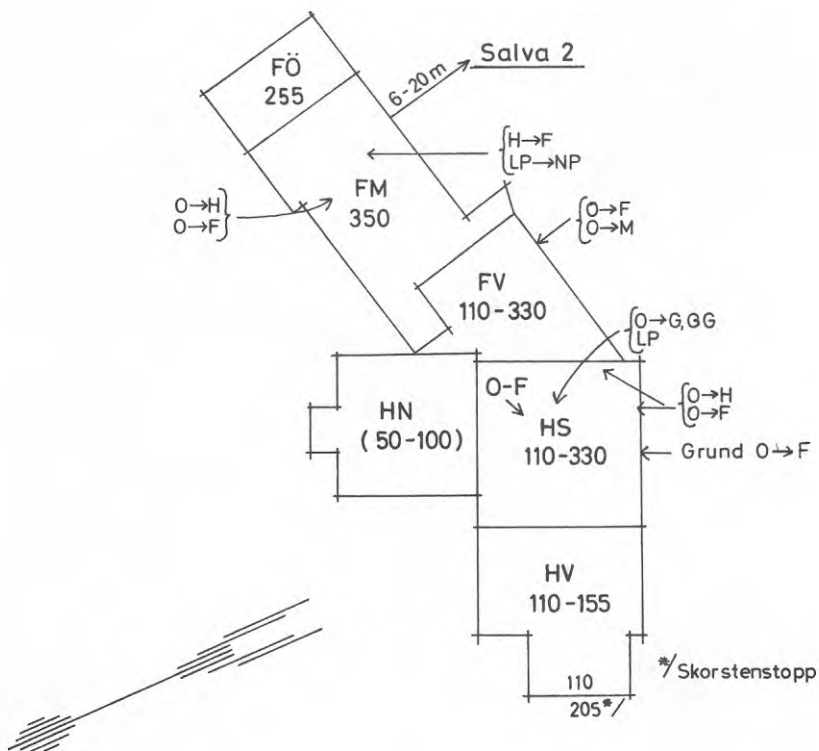 Salva 2
FÖ
255
6-20m
H→F
LP→NP
FM
350
O→H
O→F
O→F
O→M
FV
110-330
O→G,GG
LP
O-F
HN
(50-100)
HS
110-330
O→H
O→F
Grund O→F
HV
110-155
*/Skorstenstopp
110
205*/